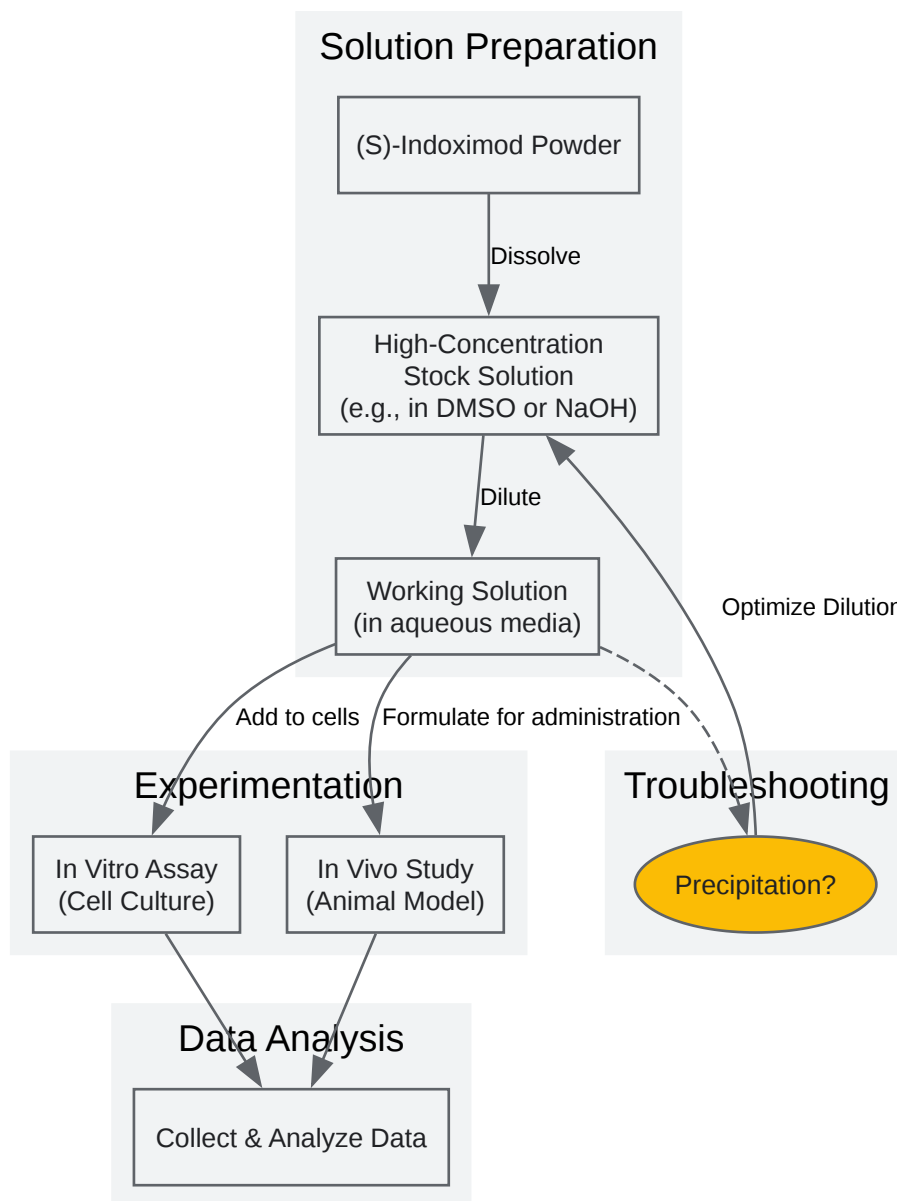 Solution Preparation
(S)-Indoximod Powder
Dissolve
High-Concentration
Stock Solution
(e.g., in DMSO or NaOH)
Dilute
Working Solution
(in aqueous media)
Optimize Dilution
Add to cells
Formulate for administration
Experimentation
Troubleshooting
In Vitro Assay
(Cell Culture)
In Vivo Study
(Animal Model)
Precipitation?
Data Analysis
Collect & Analyze Data